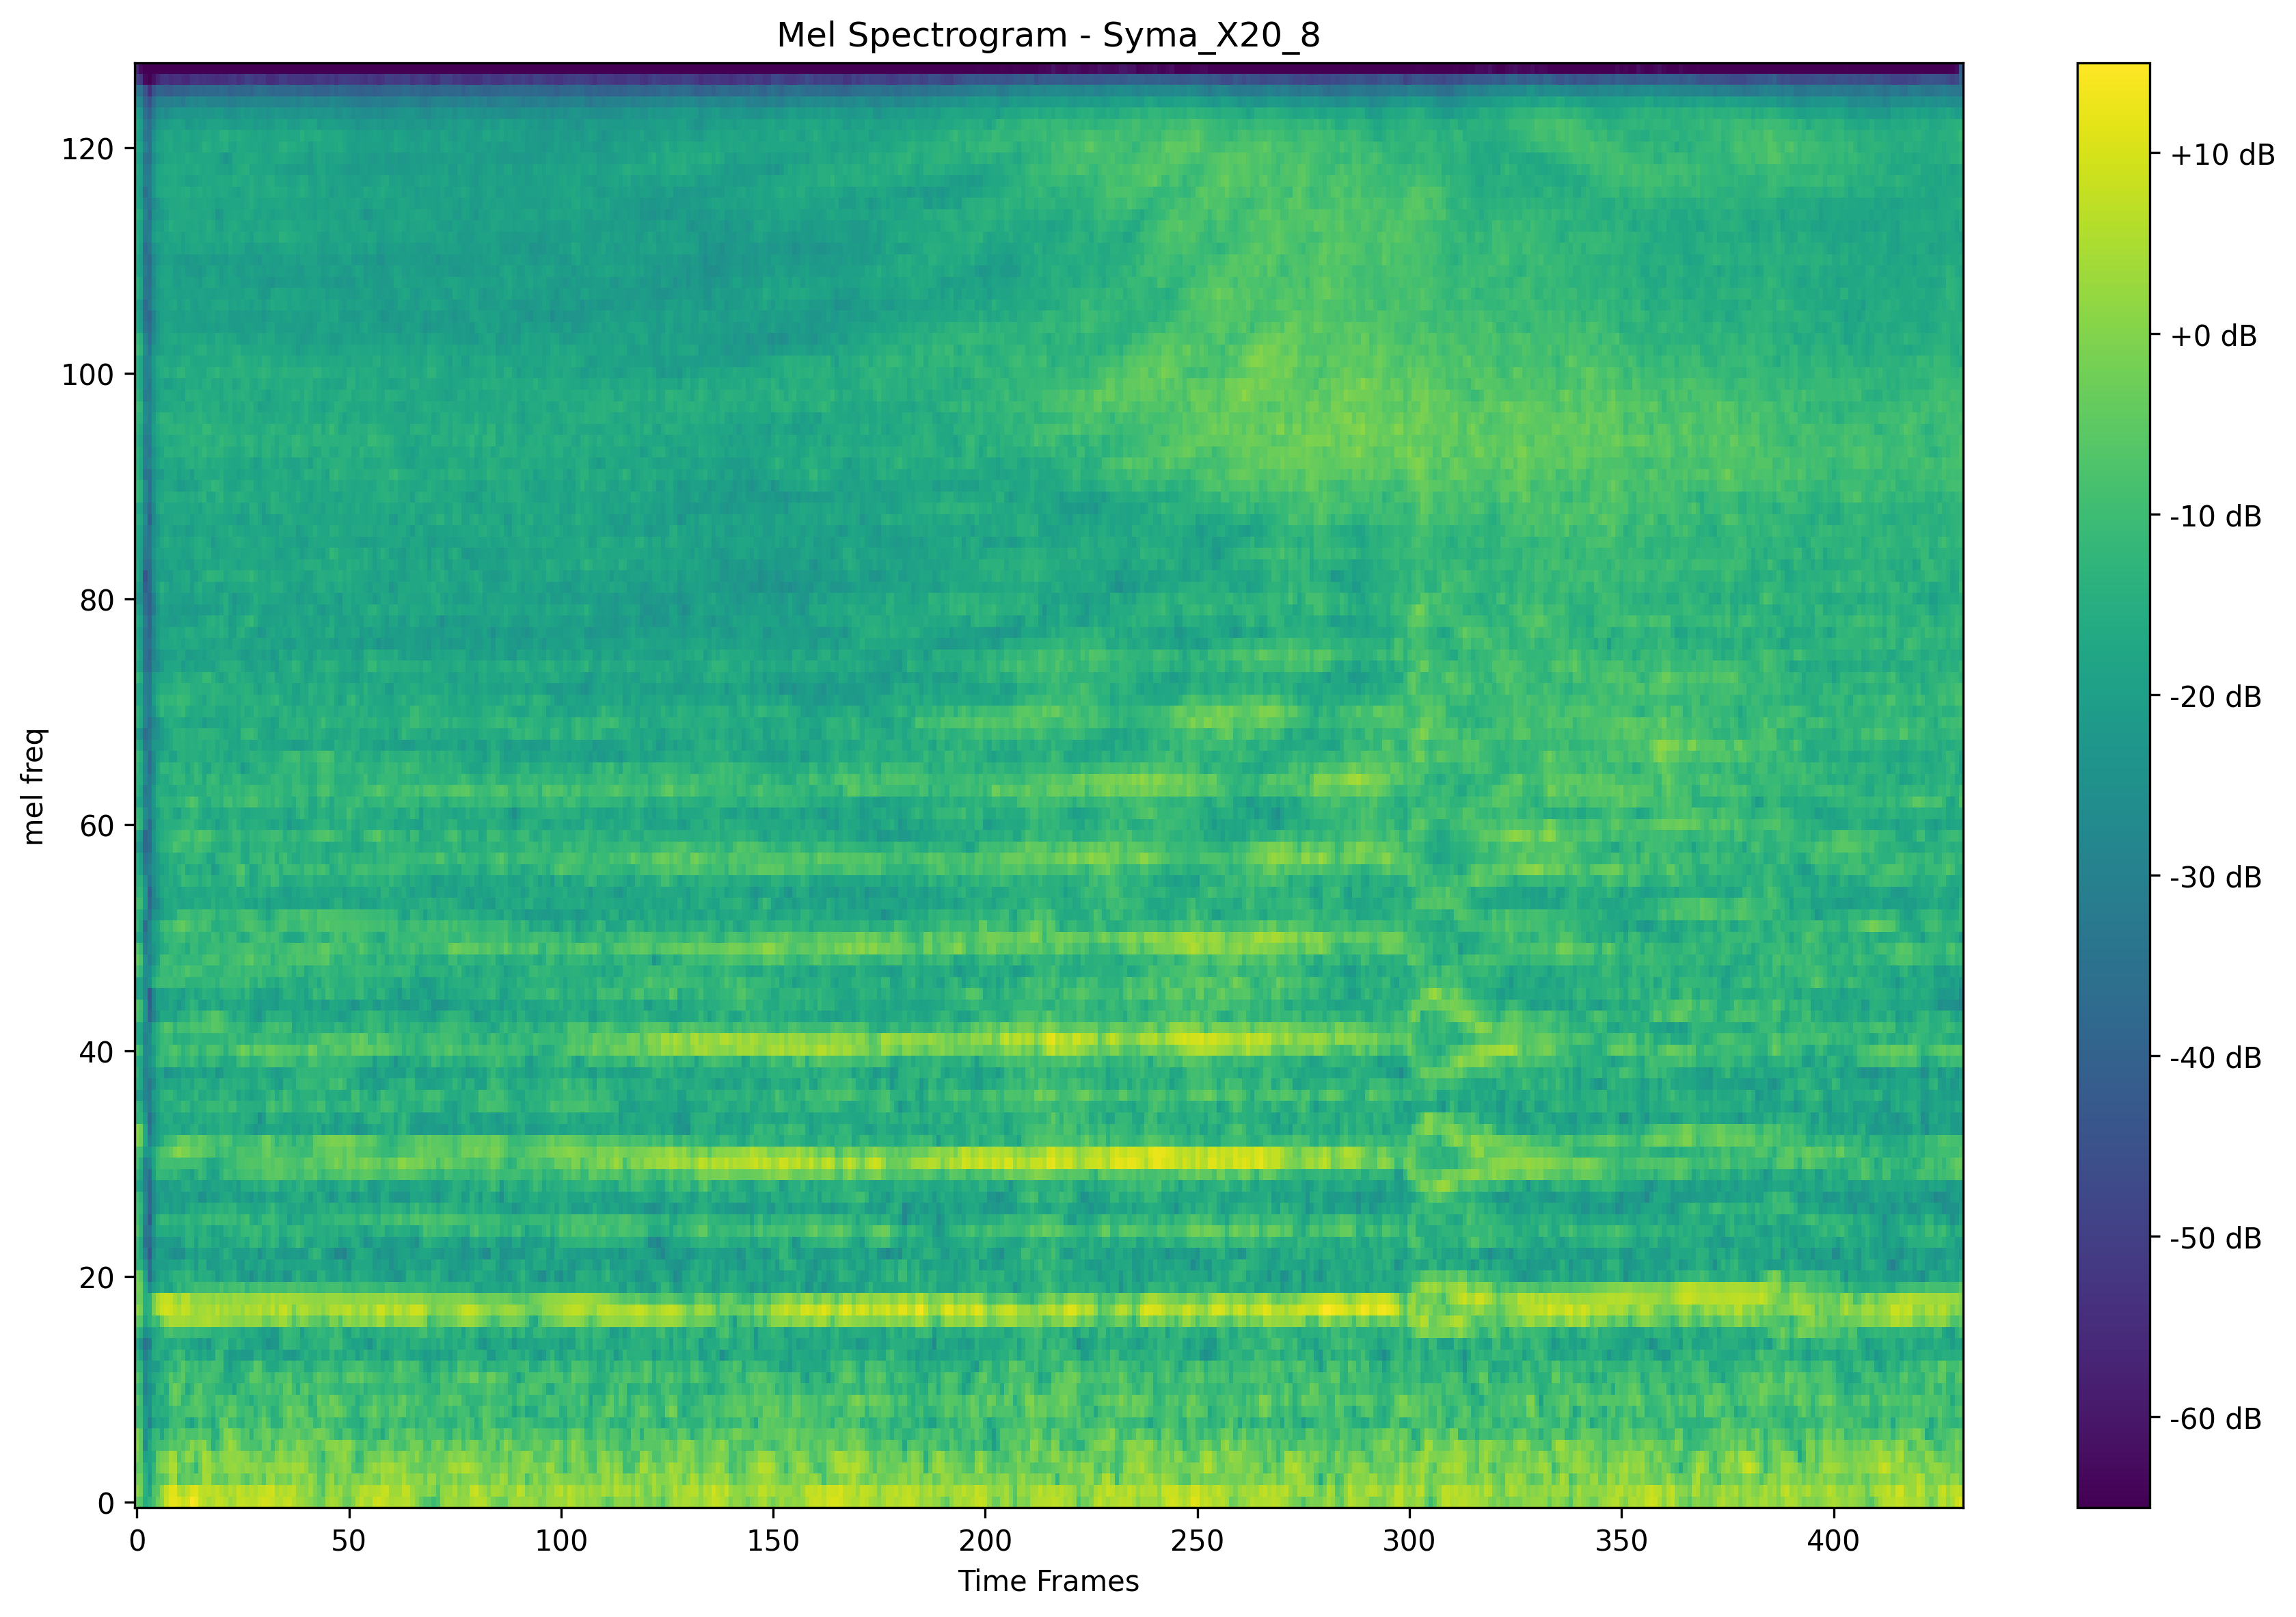 Mel Spectrogram - Syma_X20_8
mel freq
120
100
80
60
40
20
0
0 50 100 150 200 250 300 350 400
Time Frames
+10 dB
+0 dB
-10 dB
-20 dB
-30 dB
-40 dB
-50 dB
-60 dB